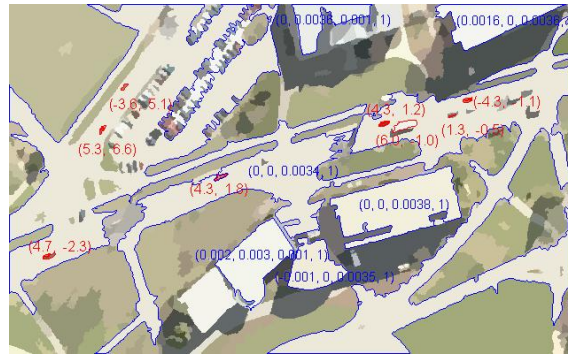 (0, 0.0036, 0.001, 1)
(0.0016, 0, 0.0036, 0
(-3.6, 5.1)
(4.3, 1.2)
(-4.3, 1.1)
(5.3, 6.6)
(6.0, -1.0)
(1.3, -0.5)
(0, 0, 0.0034, 1)
(4.3, 1.8)
(0, 0, 0.0038, 1)
(4.7, -2.3)
(0.002, 0.003, 0.001, 1)
(-0.001, 0, 0.0035, 1)